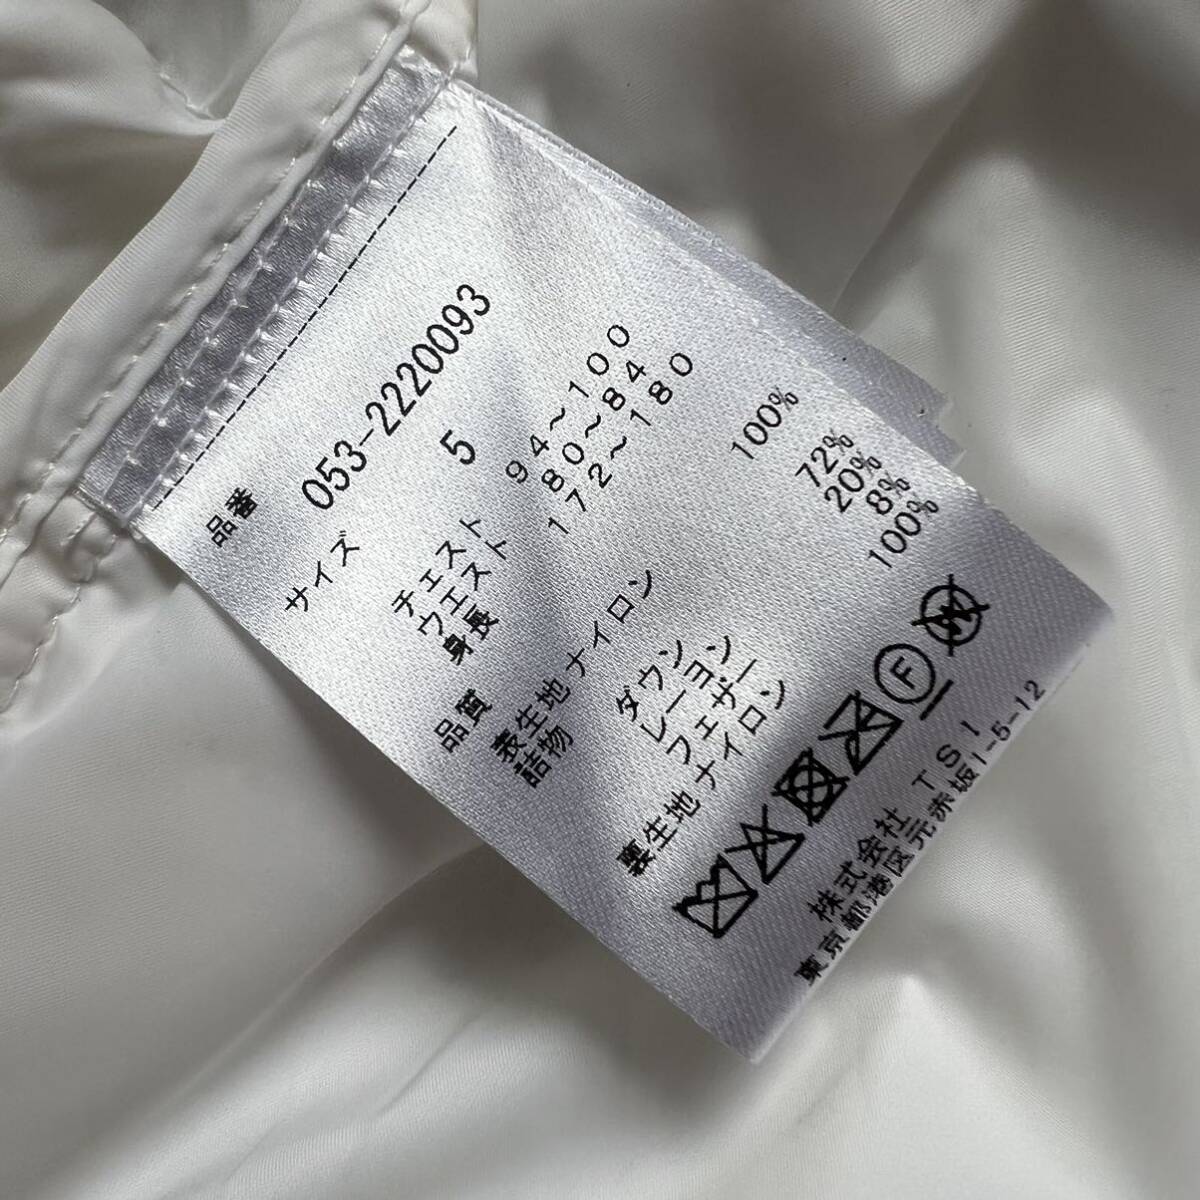 品番
053-2220093
サイズ 5
チェスト 94～100
ウエスト 80～84
身長 172～180
品質
表生地 ナイロン 100%
詰物 ダウン 72%
レーヨン 20%
フェザー 8%
裏生地 ナイロン 100%
F W
株式会社 TSI
東京都港区元赤坂1-5-12